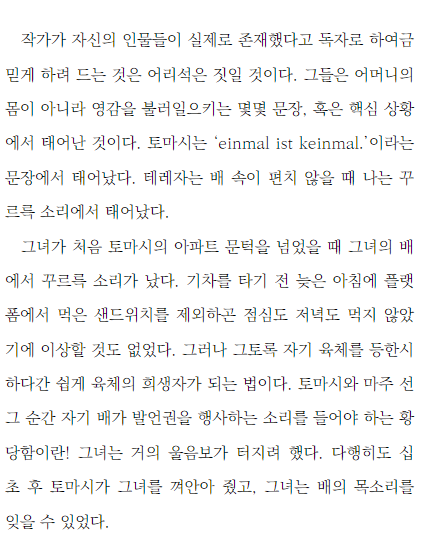 작가가 자신의 인물들이 실제로 존재했다고 독자로 하여금
믿게 하려 드는 것은 어리석은 짓일 것이다. 그들은 어머니의
몸이 아니라 영감을 불러일으키는 몇몇 문장, 혹은 핵심 상황
에서 태어난 것이다. 토마시는 ‘einmal ist keinmal.’이라는
문장에서 태어났다. 테레자는 배 속이 편치 않을 때 나는 꾸
르륵 소리에서 태어났다.
그녀가 처음 토마시의 아파트 문턱을 넘었을 때 그녀의 배
에서 꾸르륵 소리가 났다. 기차를 타기 전 늦은 아침에 플랫
폼에서 먹은 샌드위치를 제외하곤 점심도 저녁도 먹지 않았
기에 이상할 것도 없었다. 그러나 그토록 자기 육체를 등한시
하다간 쉽게 육체의 희생자가 되는 법이다. 토마시와 마주 선
그 순간 자기 배가 발언권을 행사하는 소리를 들어야 하는 황
당함이란! 그녀는 거의 울음보가 터지려 했다. 다행히도 십
초 후 토마시가 그녀를 껴안아 줬고, 그녀는 배의 목소리를
잊을 수 있었다.